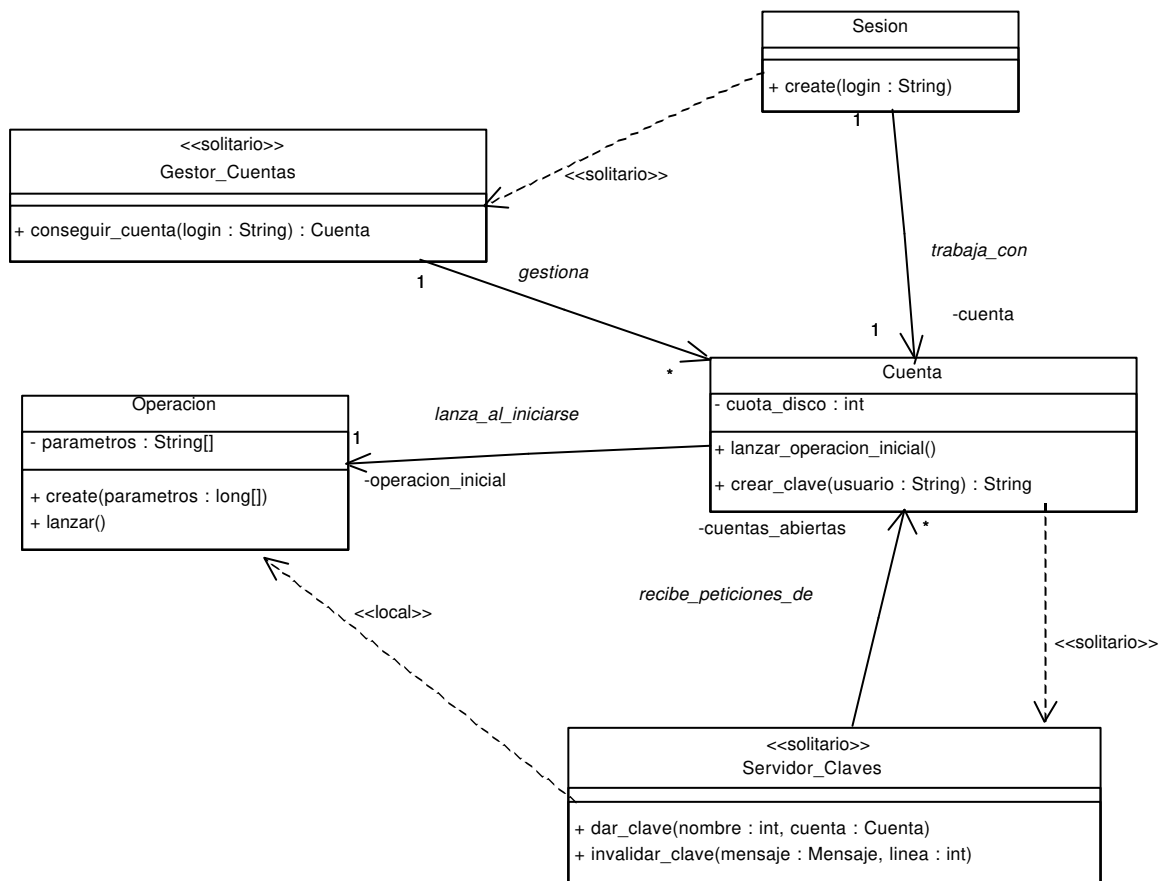 Sesion
+ create(login : String)
1
<<solitario>>
Gestor_Cuentas
<<solitario>>
+ conseguir_cuenta(login : String) : Cuenta
trabaja_con
gestiona
1
-cuenta
1
*
Cuenta
- cuota_disco : int
+ lanzar_operacion_inicial()
+ crear_clave(usuario : String) : String
Operacion
- parametros : String[]
+ create(parametros : long[])
+ lanzar()
lanza_al_iniciarse
1
-operacion_inicial
-cuentas_abiertas
*
recibe_peticiones_de
<<local>>
<<solitario>>
<<solitario>>
Servidor_Claves
+ dar_clave(nombre : int, cuenta : Cuenta)
+ invalidar_clave(mensaje : Mensaje, linea : int)